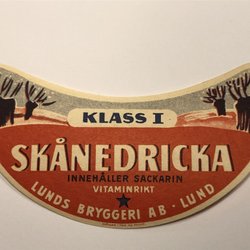 KLASS I
SKÅNEDRICKA
INNEHÅLLER SACKARIN
VITAMINRIKT
LUNDS BRYGGERI AB · LUND